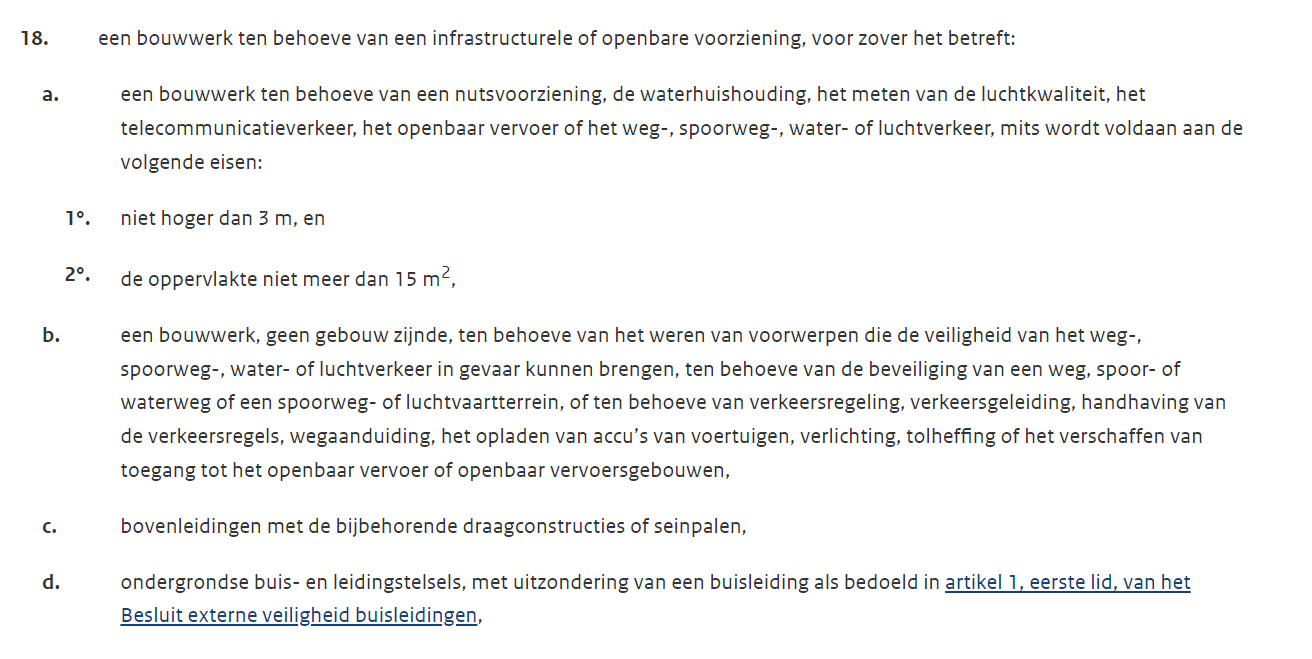 18. een bouwwerk ten behoeve van een infrastructurele of openbare voorziening, voor zover het betreft:
a. een bouwwerk ten behoeve van een nutsvoorziening, de waterhuishouding, het meten van de luchtkwaliteit, het
telecommunicatieverkeer, het openbaar vervoer of het weg-, spoorweg-, water- of luchtverkeer, mits wordt voldaan aan de
volgende eisen:
1°. niet hoger dan 3 m, en
2°. de oppervlakte niet meer dan 15 m²,
b. een bouwwerk, geen gebouw zijnde, ten behoeve van het weren van voorwerpen die de veiligheid van het weg-,
spoorweg-, water- of luchtverkeer in gevaar kunnen brengen, ten behoeve van de beveiliging van een weg, spoor- of
waterweg of een spoorweg- of luchtvaartterrein, of ten behoeve van verkeersregeling, verkeersgeleiding, handhaving van
de verkeersregels, wegaanduiding, het opladen van accu's van voertuigen, verlichting, tolheffing of het verschaffen van
toegang tot het openbaar vervoer of openbaar vervoersgebouwen,
c. bovenleidingen met de bijbehorende draagconstructies of seinpalen,
d. ondergrondse buis- en leidingstelsels, met uitzondering van een buisleiding als bedoeld in artikel 1, eerste lid, van het
Besluit externe veiligheid buisleidingen,